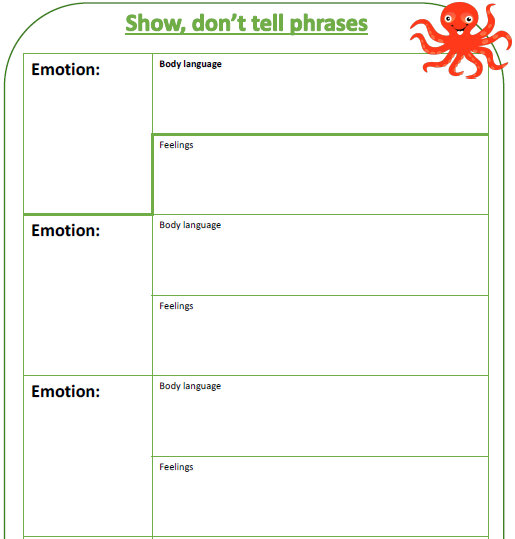 Show, don’t tell phrases
Emotion:
Body language
Feelings
Emotion:
Body language
Feelings
Emotion:
Body language
Feelings